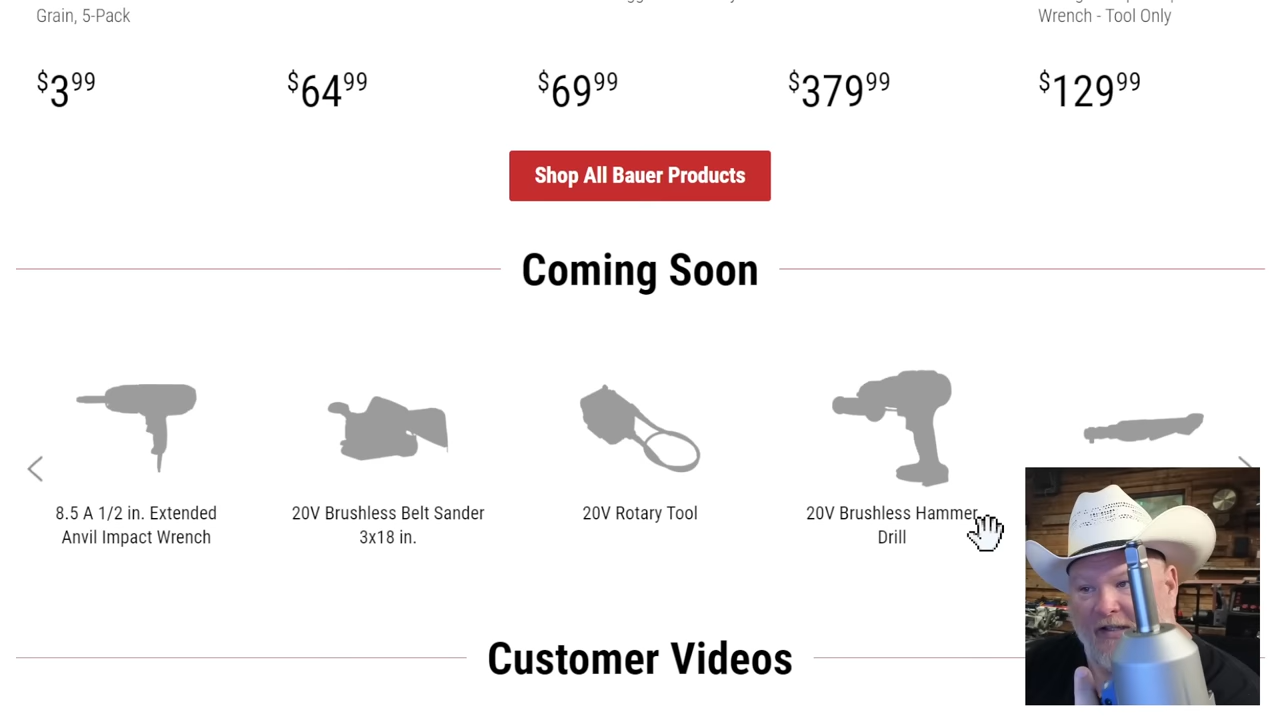 Grain, 5-Pack
Wrench - Tool Only
$3.99
$64.99
$69.99
$379.99
$129.99
Shop All Bauer Products
Coming Soon
8.5 A 1/2 in. Extended
Anvil Impact Wrench
20V Brushless Belt Sander
3x18 in.
20V Rotary Tool
20V Brushless Hammer
Drill
Customer Videos